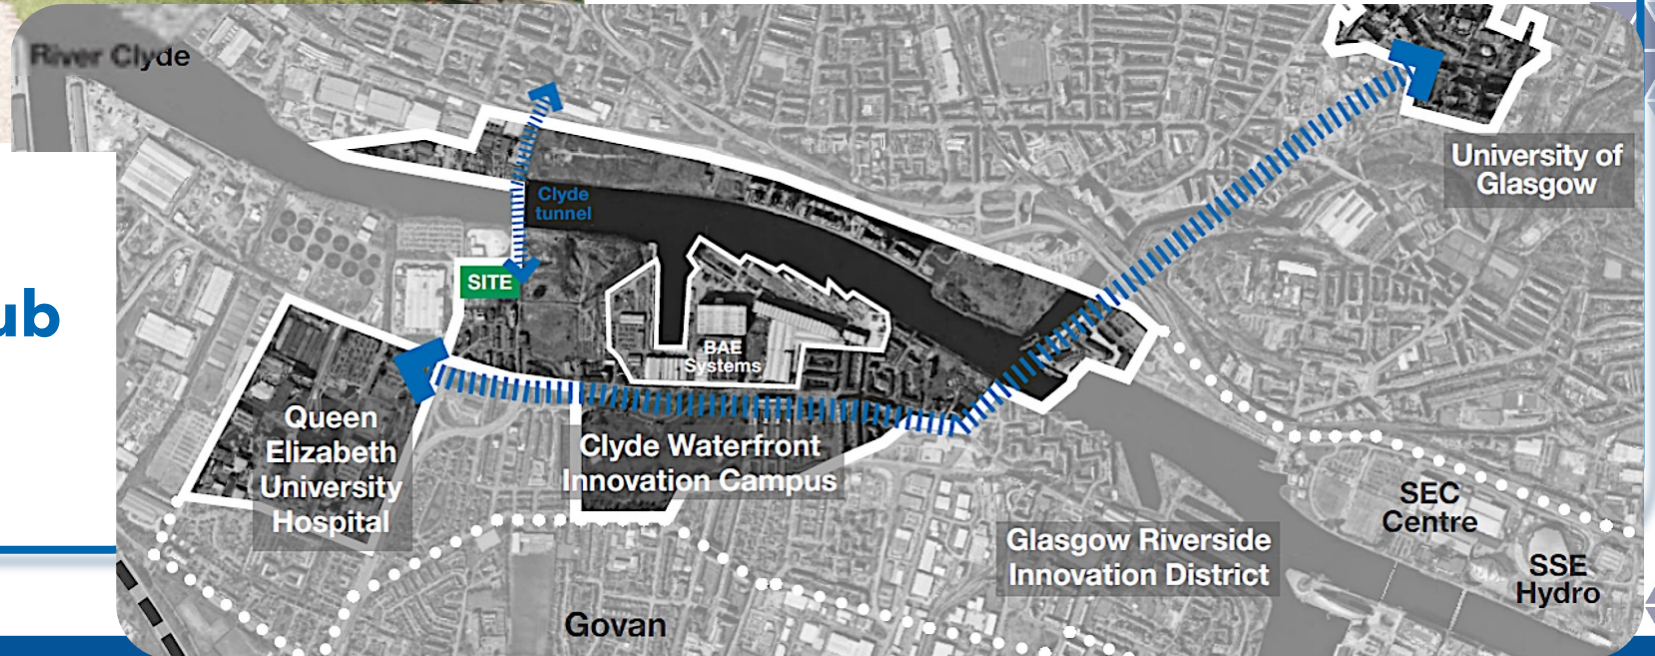 River Clyde
University of
Glasgow
Clyde
tunnel
SITE
ub
BAE
Systems
Queen
Elizabeth
University
Hospital
Clyde Waterfront
Innovation Campus
SEC
Centre
Glasgow Riverside
Innovation District
SSE
Hydro
Govan